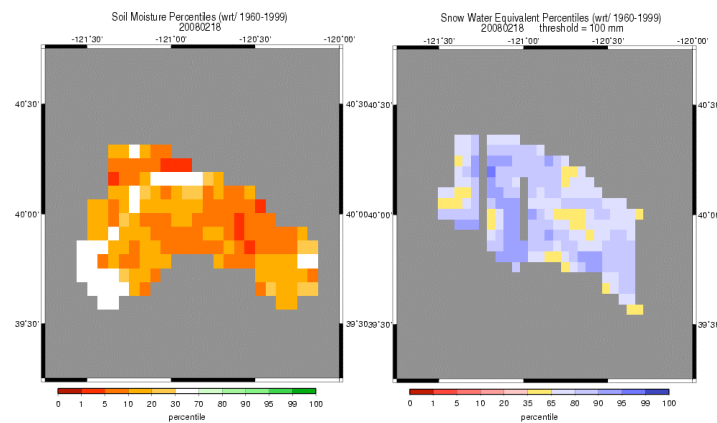 Soil Moisture Percentiles (wrt/ 1960-1999)
20080218
-121°30' -121°00' -120°30' -120°00'
40°30' 40°30'
40°00' 40°00'
39°30' 39°30'
0 1 5 10 20 30 70 80 90 95 99 100
percentile
Snow Water Equivalent Percentiles (wrt/ 1960-1999)
20080218 threshold = 100 mm
-121°30' -121°00' -120°30' -120°00'
40°30' 40°30'
40°00' 40°00'
39°30' 39°30'
0 1 5 10 20 35 65 80 90 95 99 100
percentile